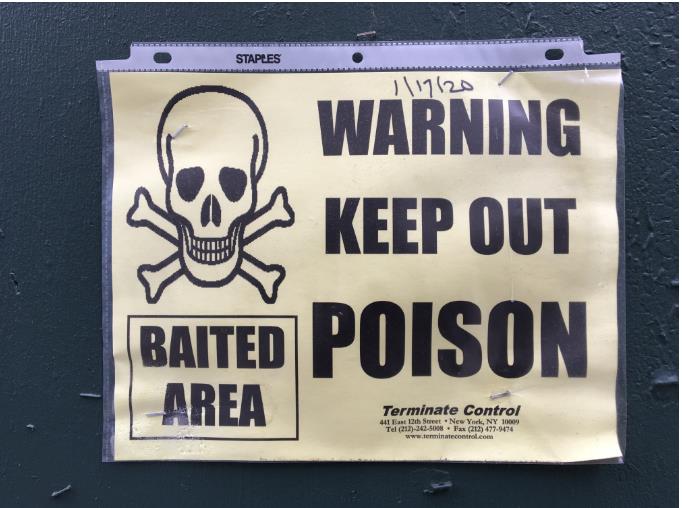 STAPLES
1/17/20
WARNING
KEEP OUT
POISON
BAITED
AREA
Terminate Control
441 East 12th Street • New York, NY 10009
Tel (212)-242-5008 • Fax (212) 477-9474
www.terminatecontrol.com